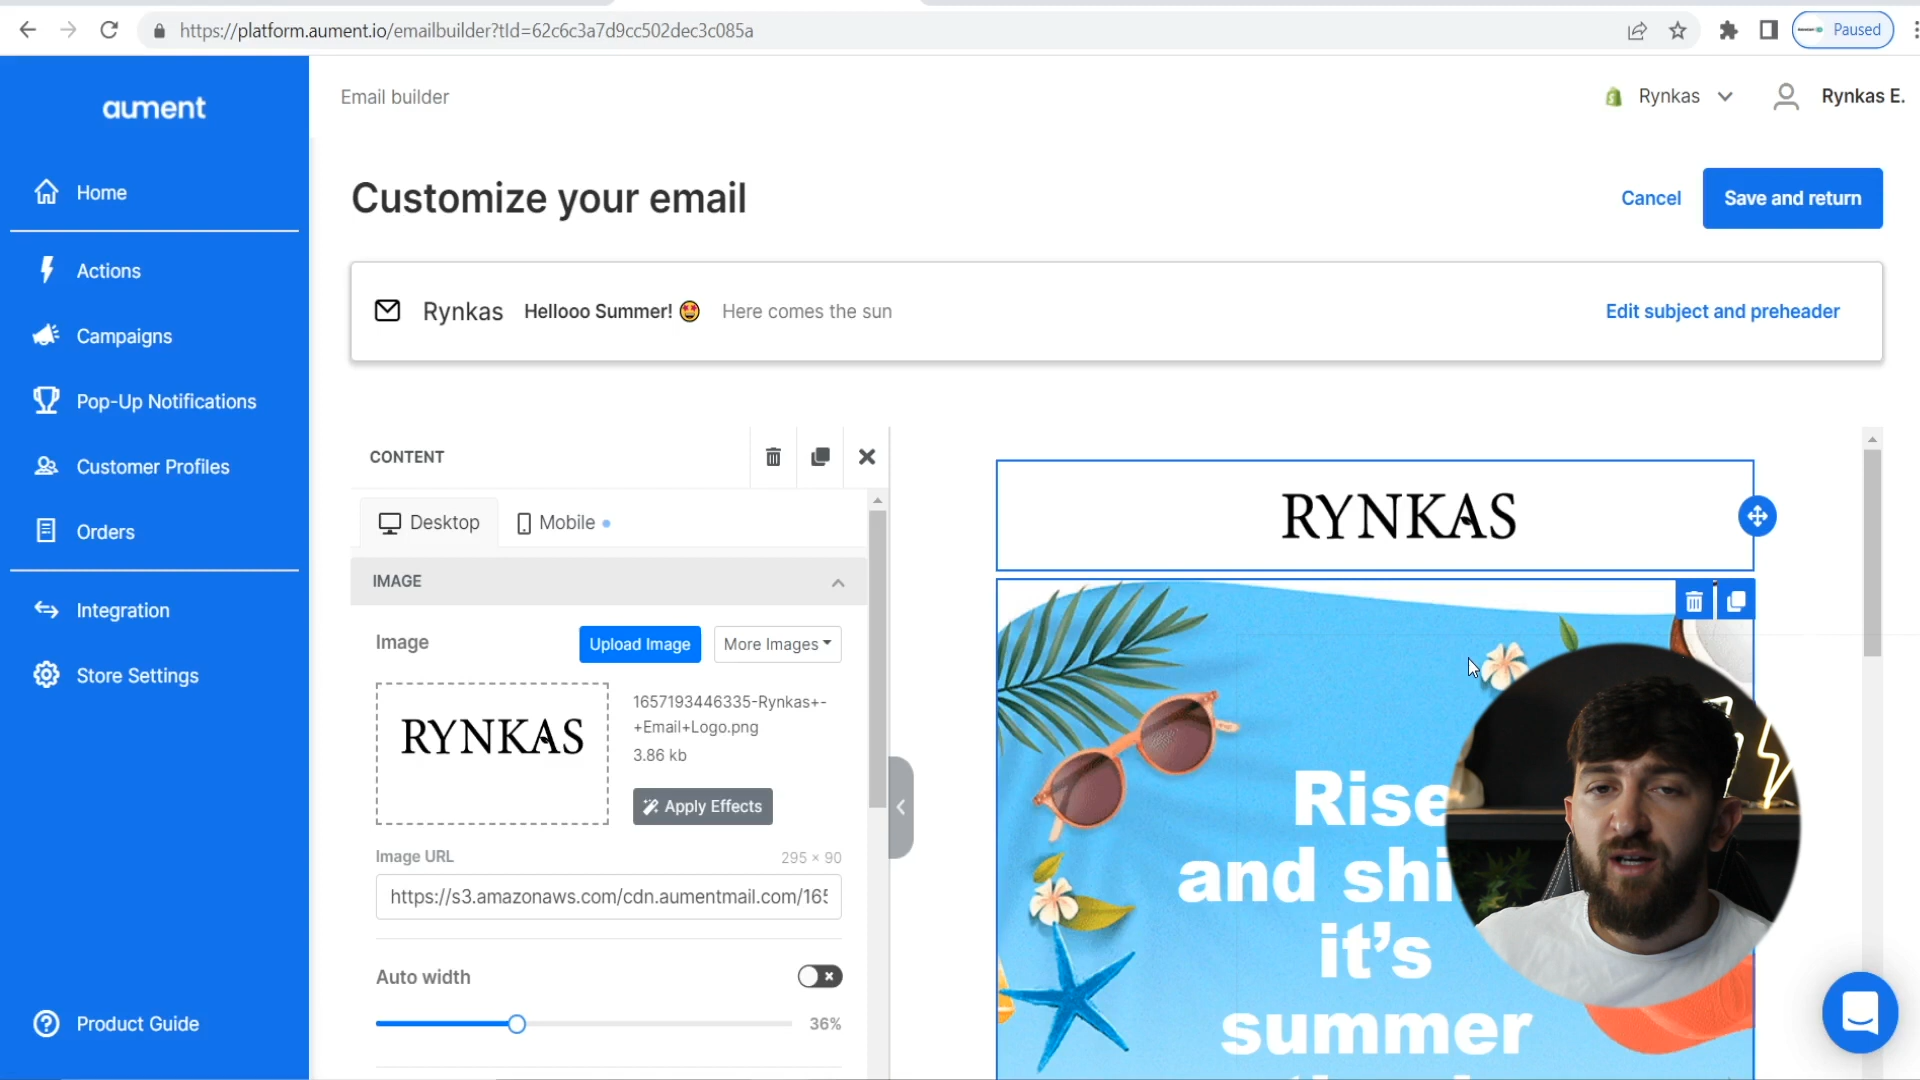 https://platform.aument.io/emailbuilder?tId=62c6c3a7d9cc502dec3c085a
Paused
aument
Email builder
Rynkas
Rynkas E.
Home
Actions
Campaigns
Pop-Up Notifications
Customer Profiles
Orders
Integration
Store Settings
Product Guide
Customize your email
Cancel
Save and return
Rynkas Hellooo Summer! 🤩 Here comes the sun
Edit subject and preheader
CONTENT
Desktop
Mobile
IMAGE
Image
Upload Image
More Images
RYNKAS
1657193446335-Rynkas+-
+Email+Logo.png
3.86 kb
Apply Effects
Image URL
295 × 90
https://s3.amazonaws.com/cdn.aumentmail.com/165
Auto width
36%
RYNKAS
Rise
and shi
it's
summer